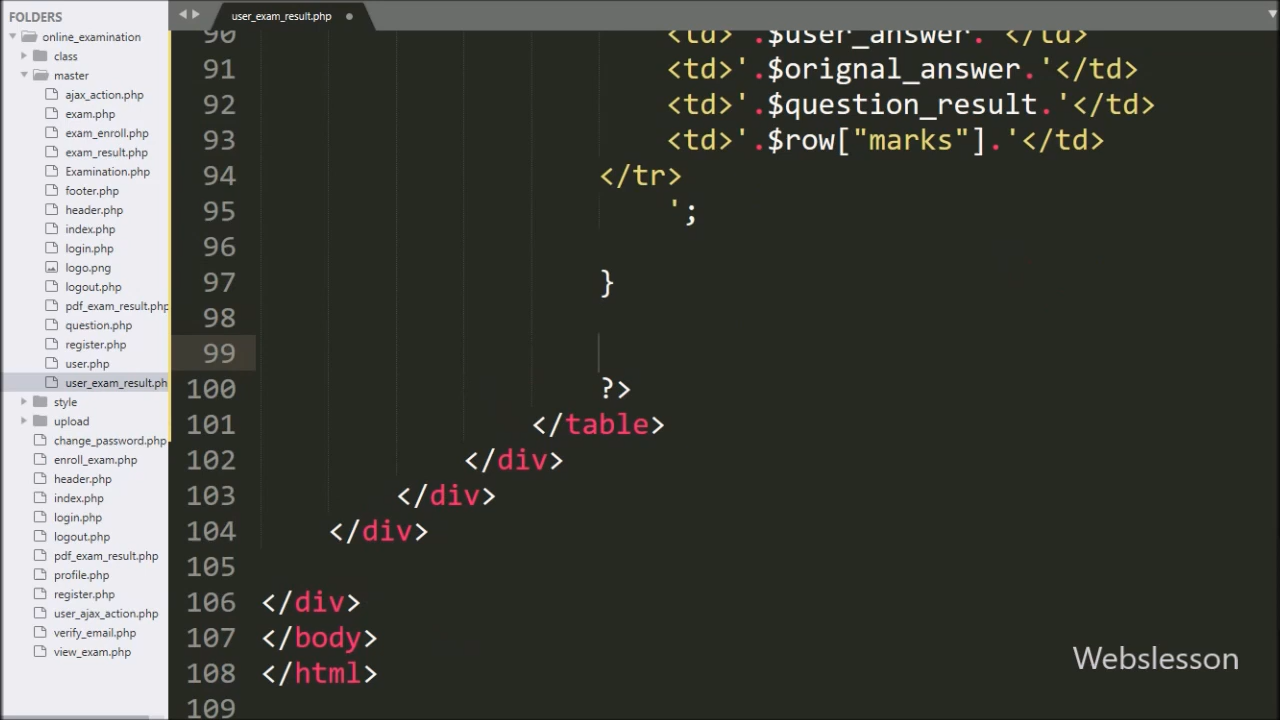 FOLDERS
online_examination
class
master
ajax_action.php
exam.php
exam_enroll.php
exam_result.php
Examination.php
footer.php
header.php
index.php
login.php
logo.png
logout.php
pdf_exam_result.php
question.php
register.php
user.php
user_exam_result.ph
style
upload
change_password.php
enroll_exam.php
header.php
index.php
login.php
logout.php
pdf_exam_result.php
profile.php
register.php
user_ajax_action.php
verify_email.php
view_exam.php
user_exam_result.php
90 <td>'.$user_answer.'</td>
91 <td>'.$orignal_answer.'</td>
92 <td>'.$question_result.'</td>
93 <td>'.$row["marks"].'</td>
94 </tr>
95 ';
96
97 }
98
99
100 ?>
101 </table>
102 </div>
103 </div>
104 </div>
105
106 </div>
107 </body>
108 </html>
109
Webslesson